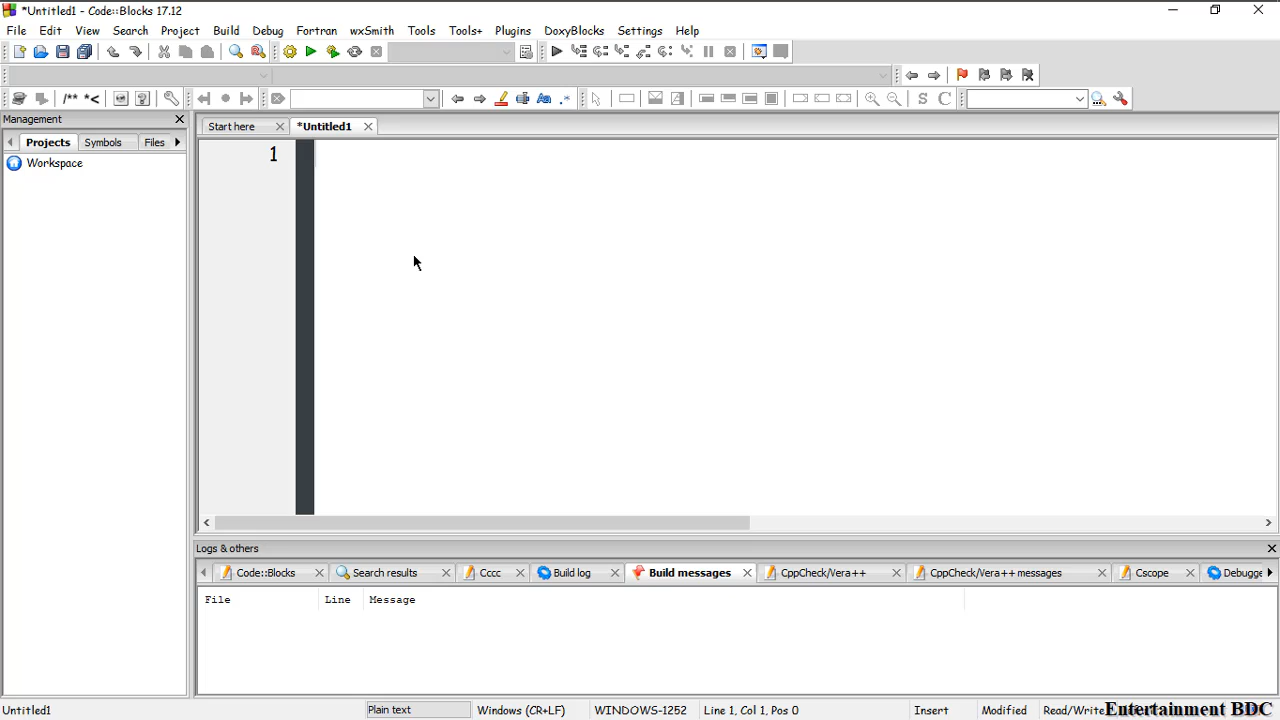 *Untitled1 - Code::Blocks 17.12
File Edit View Search Project Build Debug Fortran wxSmith Tools Tools+ Plugins DoxyBlocks Settings Help
/** *<
S C
Management
Start here *Untitled1
Projects Symbols Files
1
Workspace
Logs & others
Code::Blocks Search results Cccc Build log Build messages CppCheck/Vera++ CppCheck/Vera++ messages Cscope Debugge
File Line Message
Untitled1 Plain text Windows (CR+LF) WINDOWS-1252 Line 1, Col 1, Pos 0 Insert Modified Read/Write
Entertainment BDC